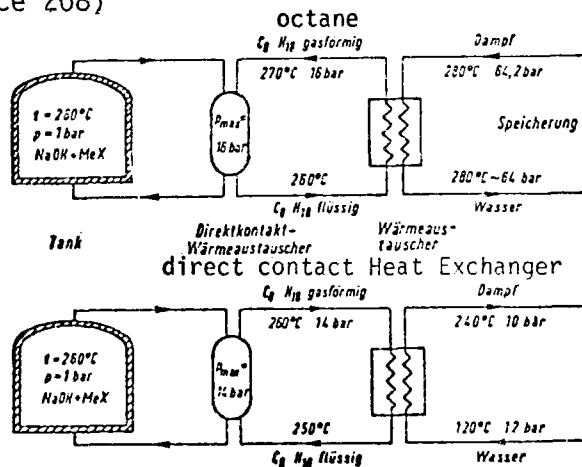 ce 208)
octane
C8 H18 gasförmig
270°C 16 bar
Dampf
280°C 64,2 bar
t = 260°C
p = 1 bar
NaOH + MeX
pmax=
16 bar
Speicherung
260°C
C8 H18 flüssig
280°C ~ 64 bar
Wasser
Tank
Direktkontakt-
Wärmeaustauscher
Wärmeaus-
tauscher
direct contact Heat Exchanger
C8 H18 gasförmig
260°C 14 bar
Dampf
240°C 10 bar
t = 260°C
p = 1 bar
NaOH + MeX
pmax=
14 bar
250°C
C8 H18 flüssig
120°C 12 bar
Wasser